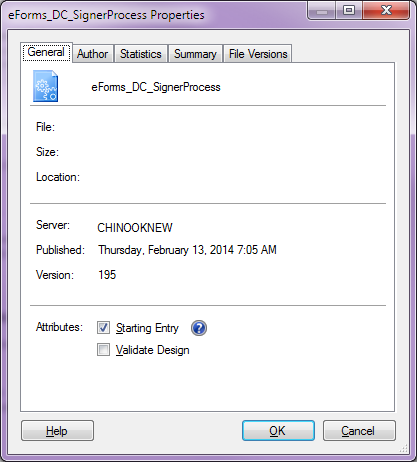 eForms_DC_SignerProcess Properties
General Author Statistics Summary File Versions
eForms_DC_SignerProcess
File:
Size:
Location:
Server: CHINOOKNEW
Published: Thursday, February 13, 2014 7:05 AM
Version: 195
Attributes: Starting Entry ?
Validate Design
Help OK Cancel